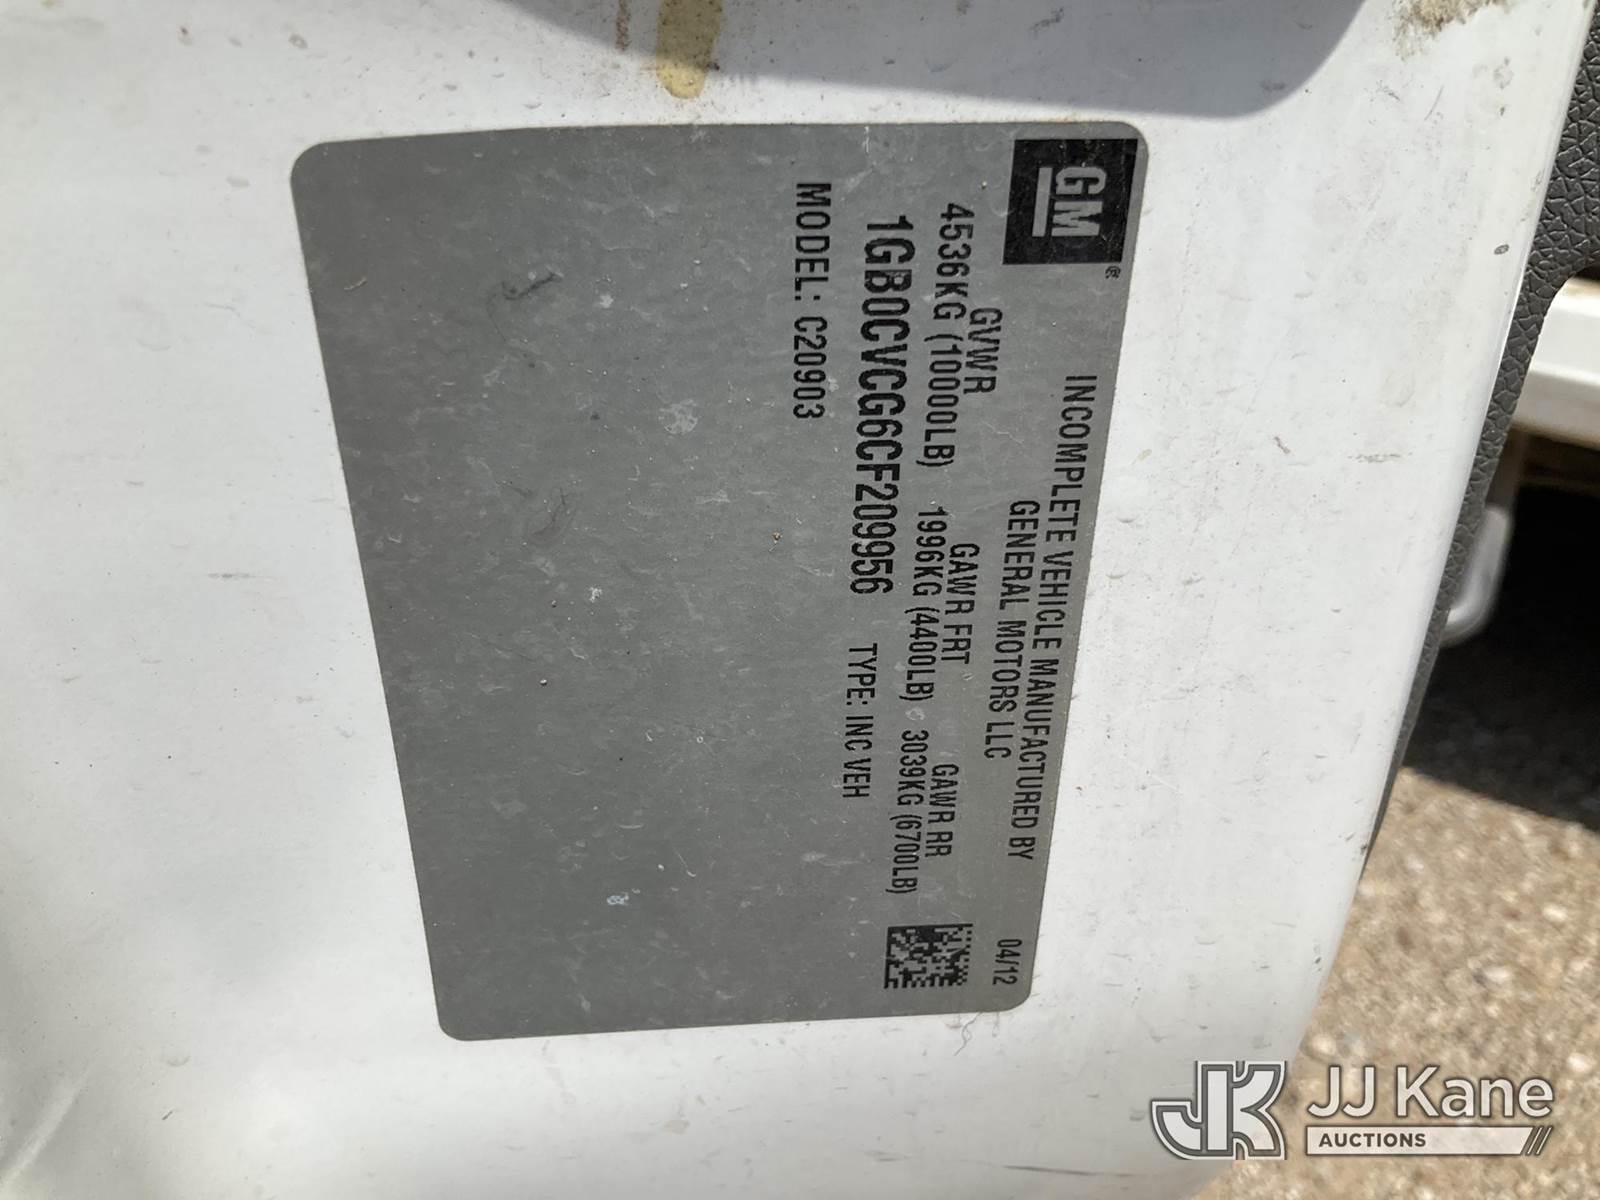 GM®
INCOMPLETE VEHICLE MANUFACTURED BY
GENERAL MOTORS LLC
04/12
GVWR GAWR FRT GAWR RR
4536KG (10000LB) 1996KG (4400LB) 3039KG (6700LB)
1GB0CVCG6CF209956 TYPE: INC VEH
MODEL: C20903
JK JJ Kane
AUCTIONS